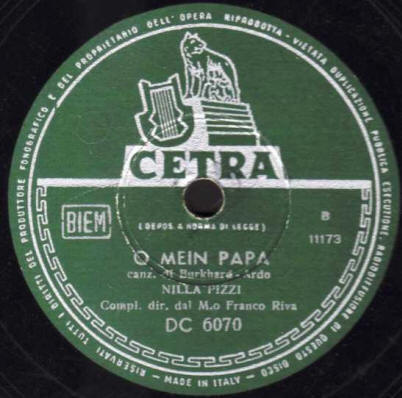 RISERVATI TUTTI I DIRITTI DEL PRODUTTORE FONOGRAFICO E DEL PROPRIETARIO DELL'OPERA RIPRODOTTA - VIETATA DUPLICAZIONE, PUBBLICA ESECUZIONE, RADIODIFFUSIONE DI QUESTO DISCO
CETRA
(DEPOS. A NORMA DI LEGGE)
BIEM
B
11173
O MEIN PAPA
canz. di Burkhard - Ardo
NILLA PIZZI
Compl. dir. dal M.o Franco Riva
DC 6070
- MADE IN ITALY -